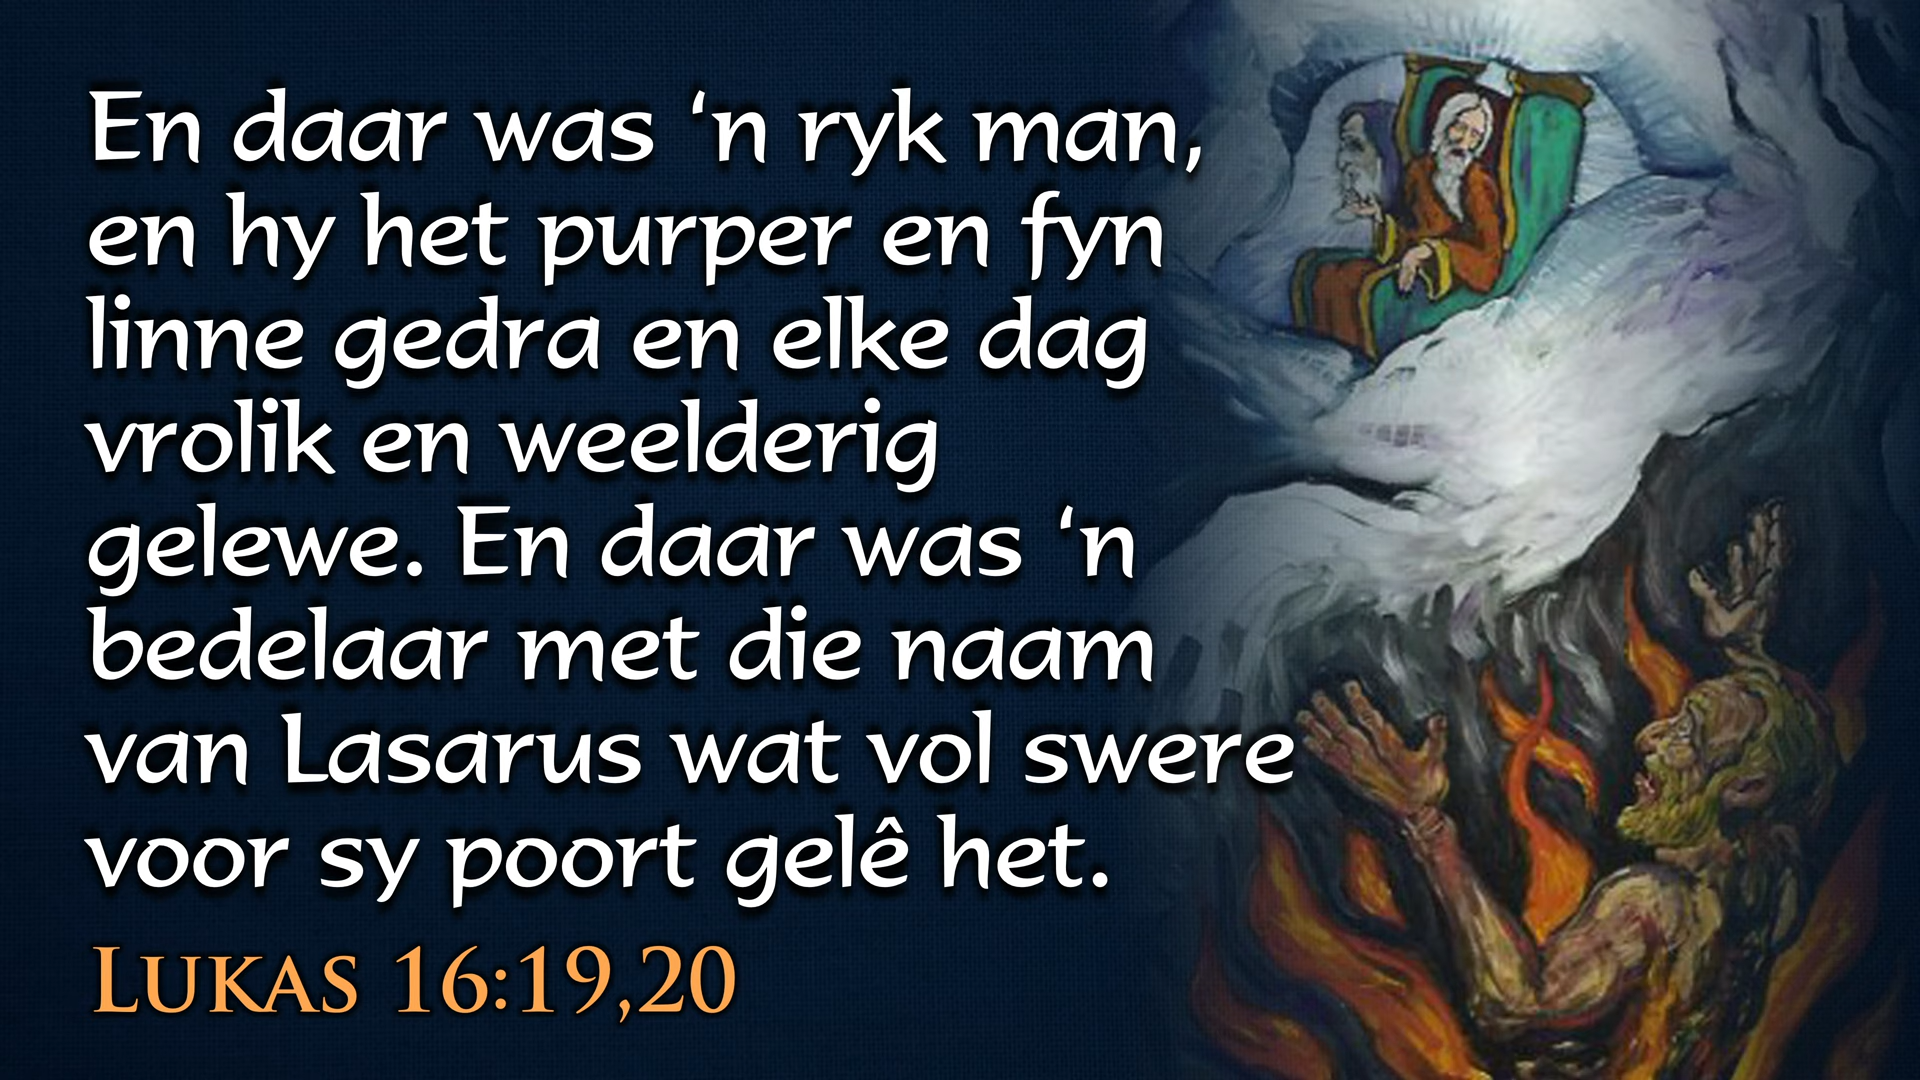 En daar was ‘n ryk man,
en hy het purper en fyn
linne gedra en elke dag
vrolik en weelderig
gelewe. En daar was ‘n
bedelaar met die naam
van Lasarus wat vol swere
voor sy poort gelê het.
LUKAS 16:19,20